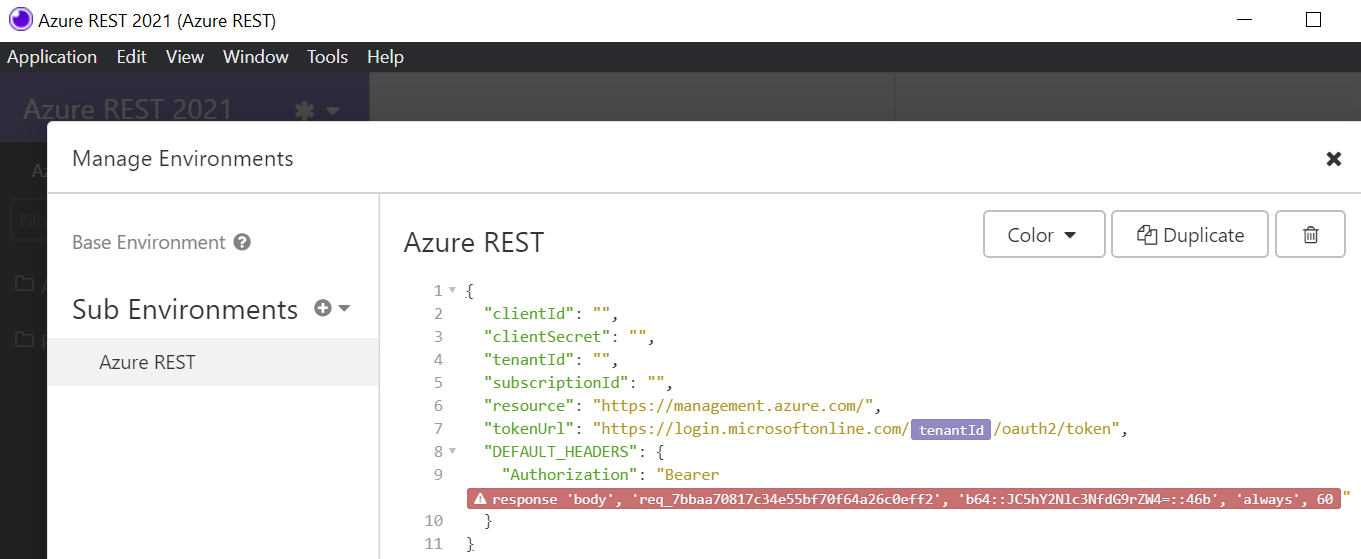 Azure REST 2021 (Azure REST)
Application Edit View Window Tools Help
Azure REST 2021
Manage Environments
Base Environment
Azure REST
Color
Duplicate
Sub Environments
Azure REST
1 {
2 "clientId": "",
3 "clientSecret": "",
4 "tenantId": "",
5 "subscriptionId": "",
6 "resource": "https://management.azure.com/",
7 "tokenUrl": "https://login.microsoftonline.com/ tenantId /oauth2/token",
8 "DEFAULT_HEADERS": {
9 "Authorization": "Bearer
response 'body', 'req_7bbaa70817c34e55bf70f64a26c0eff2', 'b64::JC5hY2Nlc3NfdG9rZW4=::46b', 'always', 60 "
10 }
11 }